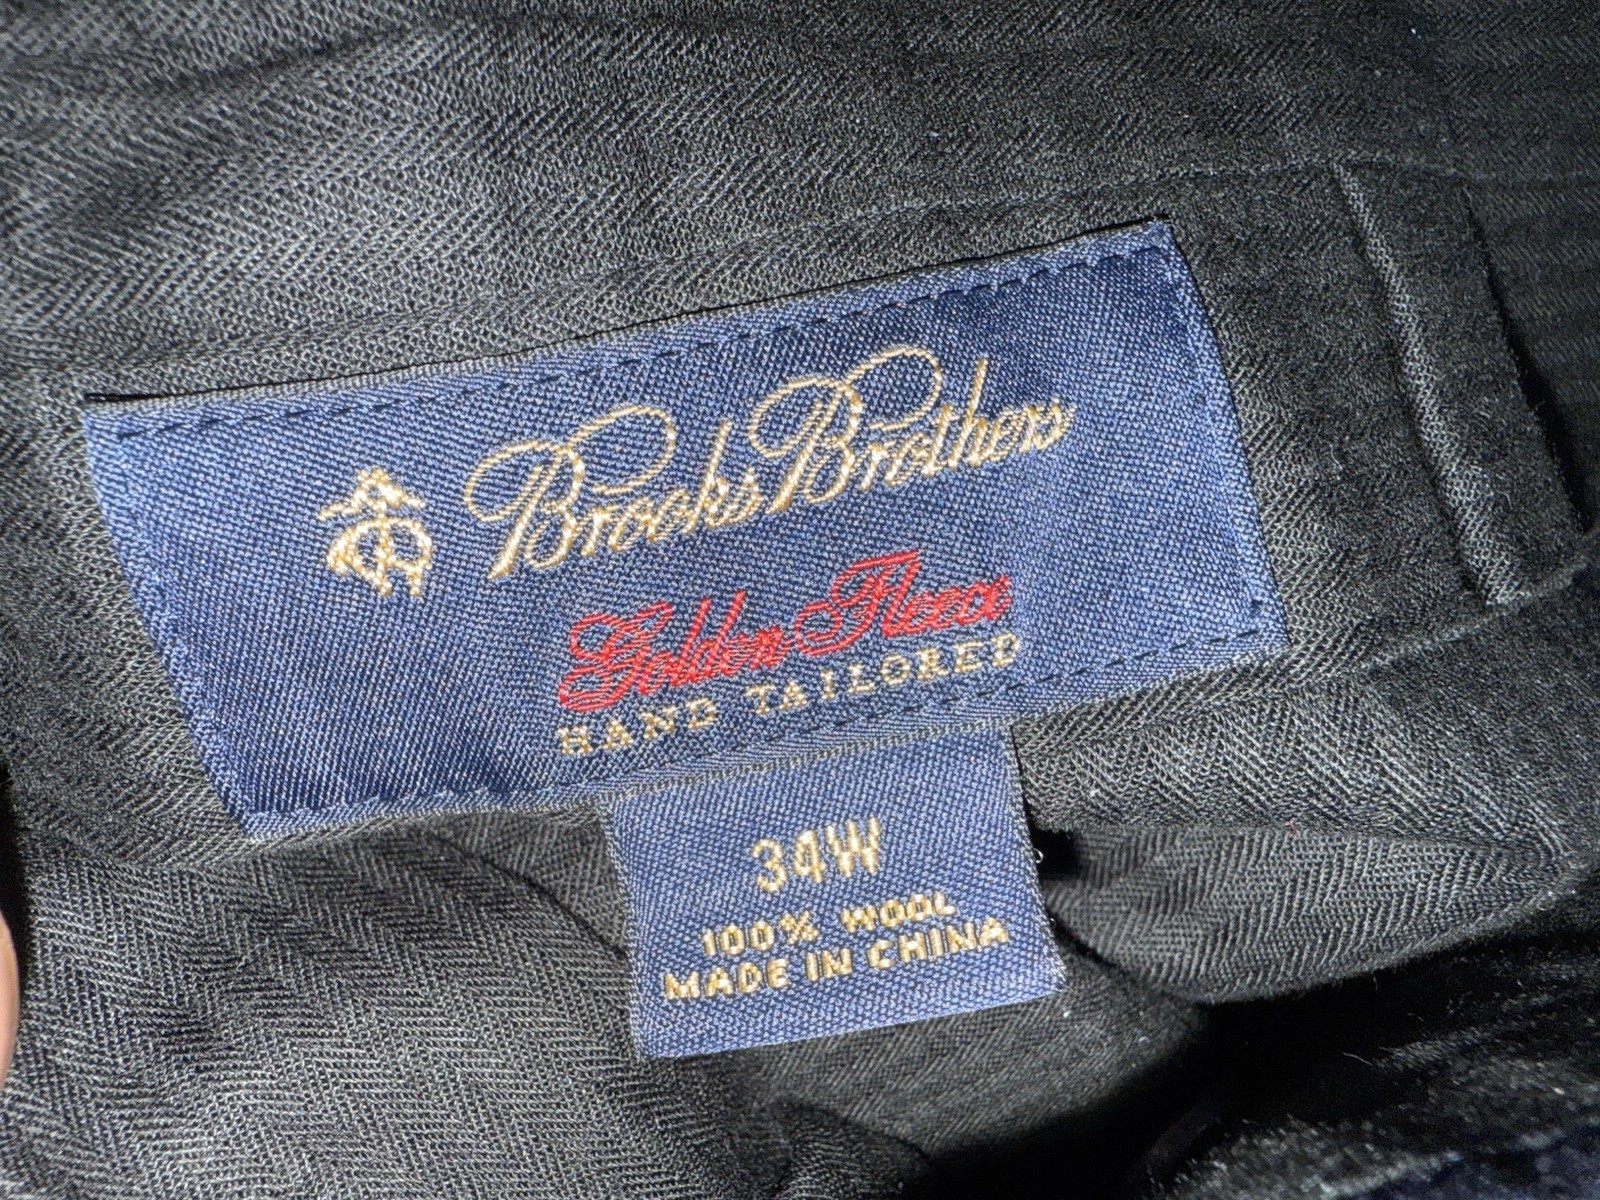 Brooks Brothers
Golden Fleece
HAND TAILORED
34W
100% WOOL
MADE IN CHINA